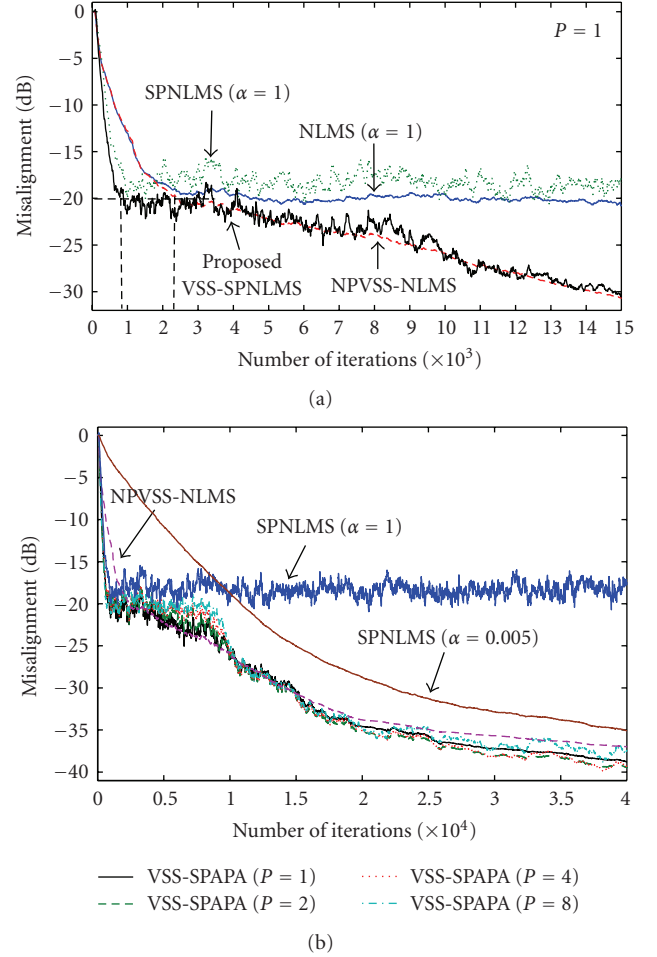 0
−5
−10
−15
−20
−25
−30
Misalignment (dB)
P = 1
SPNLMS (α = 1)
NLMS (α = 1)
Proposed
VSS-SPNLMS
NPVSS-NLMS
0 1 2 3 4 5 6 7 8 9 10 11 12 13 14 15
Number of iterations (×10³)
(a)
0
−5
−10
−15
−20
−25
−30
−35
−40
Misalignment (dB)
NPVSS-NLMS
SPNLMS (α = 1)
SPNLMS (α = 0.005)
0 0.5 1 1.5 0 2.5 3 2.5 4
Number of iterations (×10⁴)
VSS-SPAPA (P = 1)
VSS-SPAPA (P = 2)
VSS-SPAPA (P = 4)
VSS-SPAPA (P = 8)
(b)